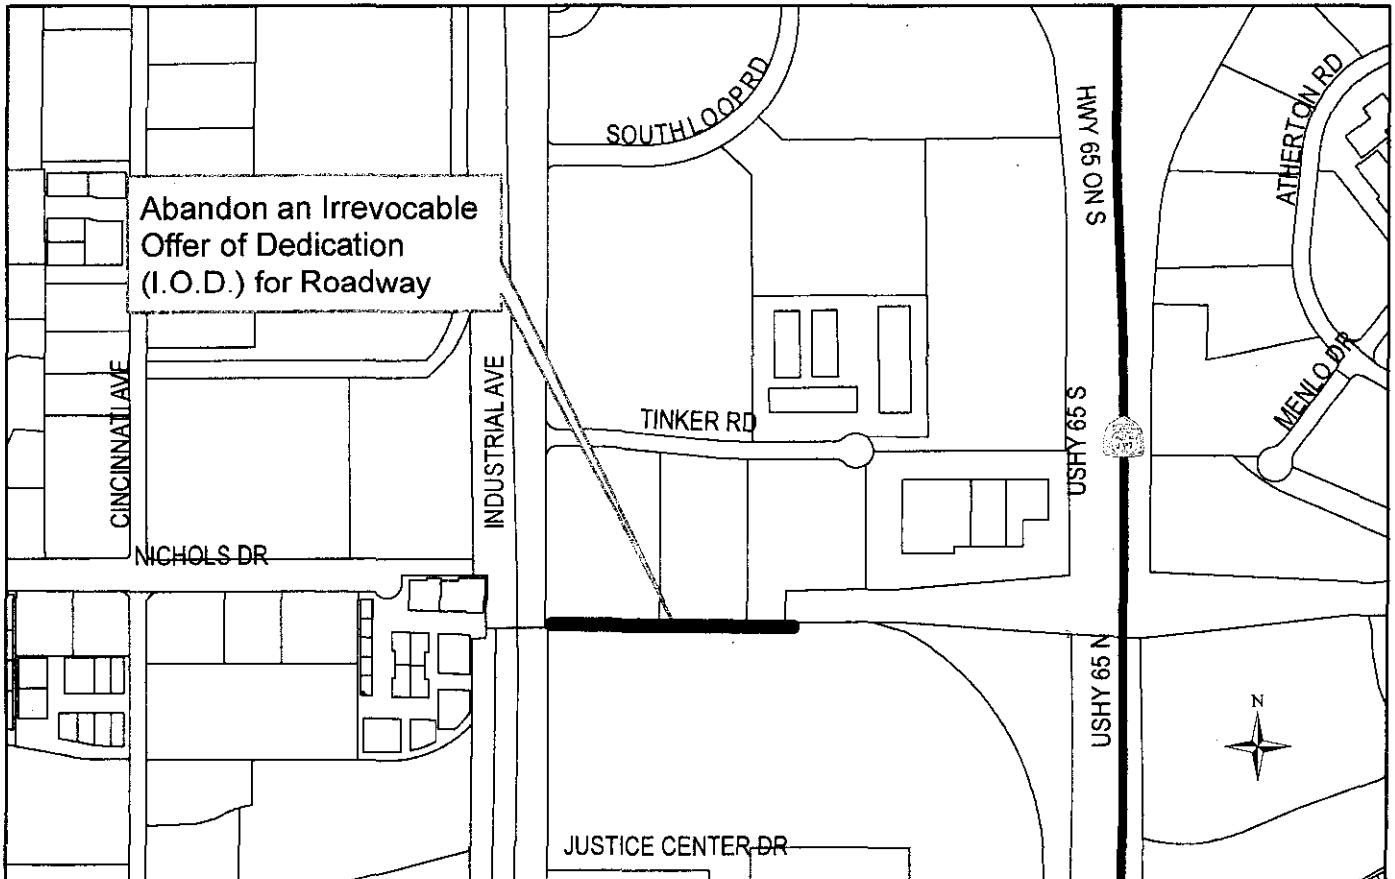 SOUTH LOOP RD
HWY 65 ON S
ATHERTON RD
Abandon an Irrevocable
Offer of Dedication
(I.O.D.) for Roadway
CINCINNATI AVE
INDUSTRIAL AVE
TINKER RD
USHY 65 S
MENLO DR
NICHOLS DR
USHY 65 N
N
JUSTICE CENTER DR